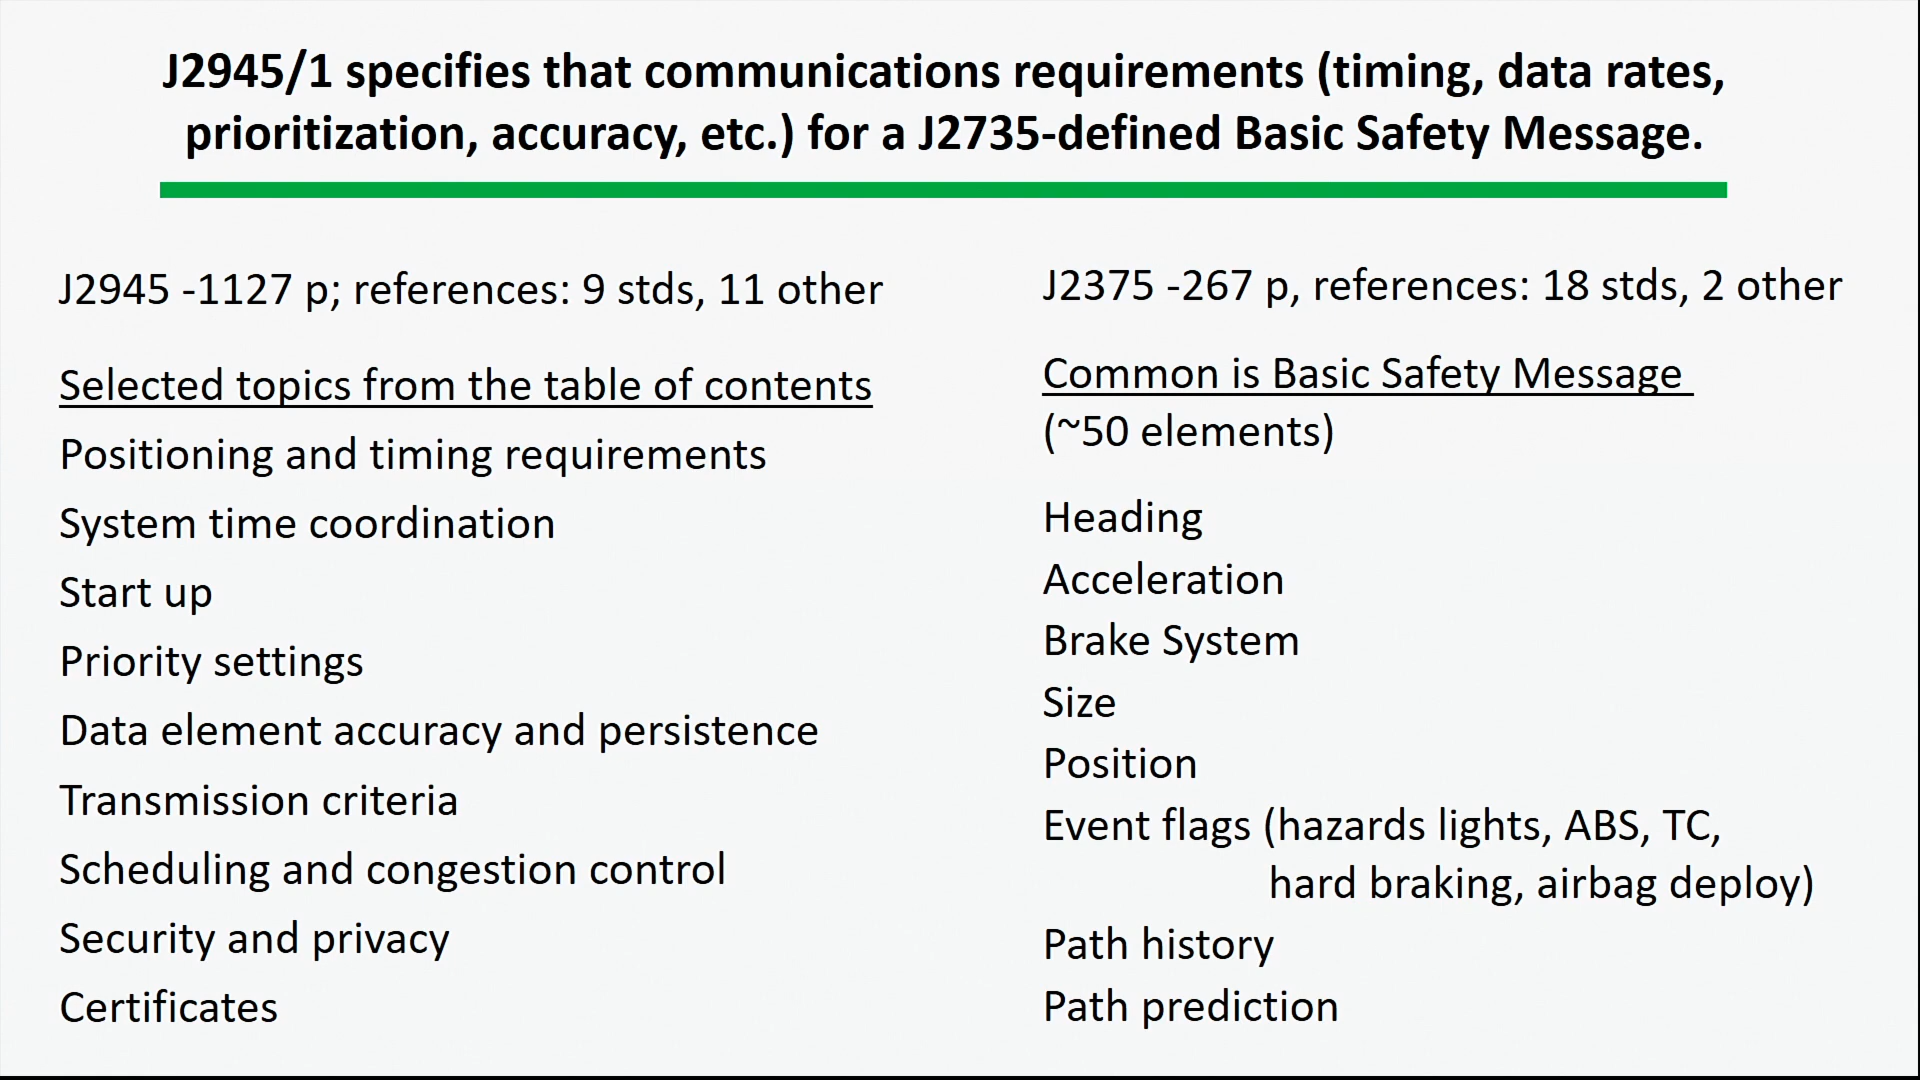 J2945/1 specifies that communications requirements (timing, data rates,
prioritization, accuracy, etc.) for a J2735-defined Basic Safety Message.
J2945 -1127 p; references: 9 stds, 11 other
Selected topics from the table of contents
Positioning and timing requirements
System time coordination
Start up
Priority settings
Data element accuracy and persistence
Transmission criteria
Scheduling and congestion control
Security and privacy
Certificates
J2375 -267 p, references: 18 stds, 2 other
Common is Basic Safety Message
(~50 elements)
Heading
Acceleration
Brake System
Size
Position
Event flags (hazards lights, ABS, TC,
hard braking, airbag deploy)
Path history
Path prediction